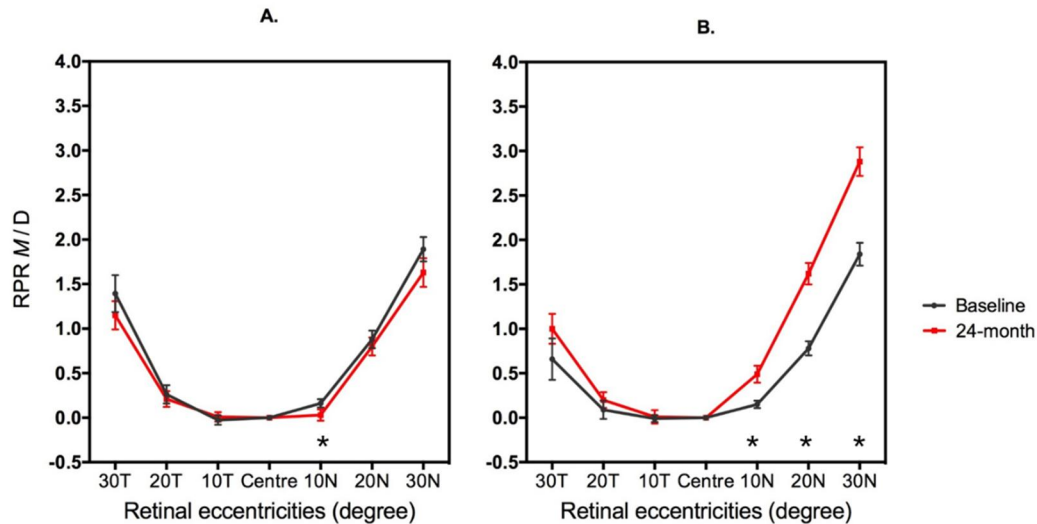 A.
B.
4.0
3.5
3.0
2.5
2.0
1.5
1.0
0.5
0.0
-0.5
RPR M / D
30T 20T 10T Centre 10N 20N 30N
Retinal eccentricities (degree)
*
4.0
3.5
3.0
2.5
2.0
1.5
1.0
0.5
0.0
-0.5
30T 20T 10T Centre 10N 20N 30N
Retinal eccentricities (degree)
* * *
Baseline
24-month